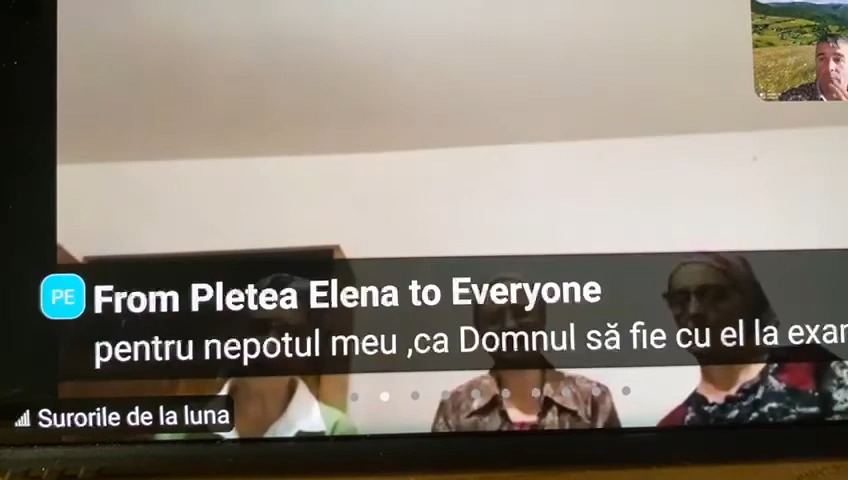 PE
From Pletea Elena to Everyone
pentru nepotul meu ,ca Domnul să fie cu el la
Surorile de la luna